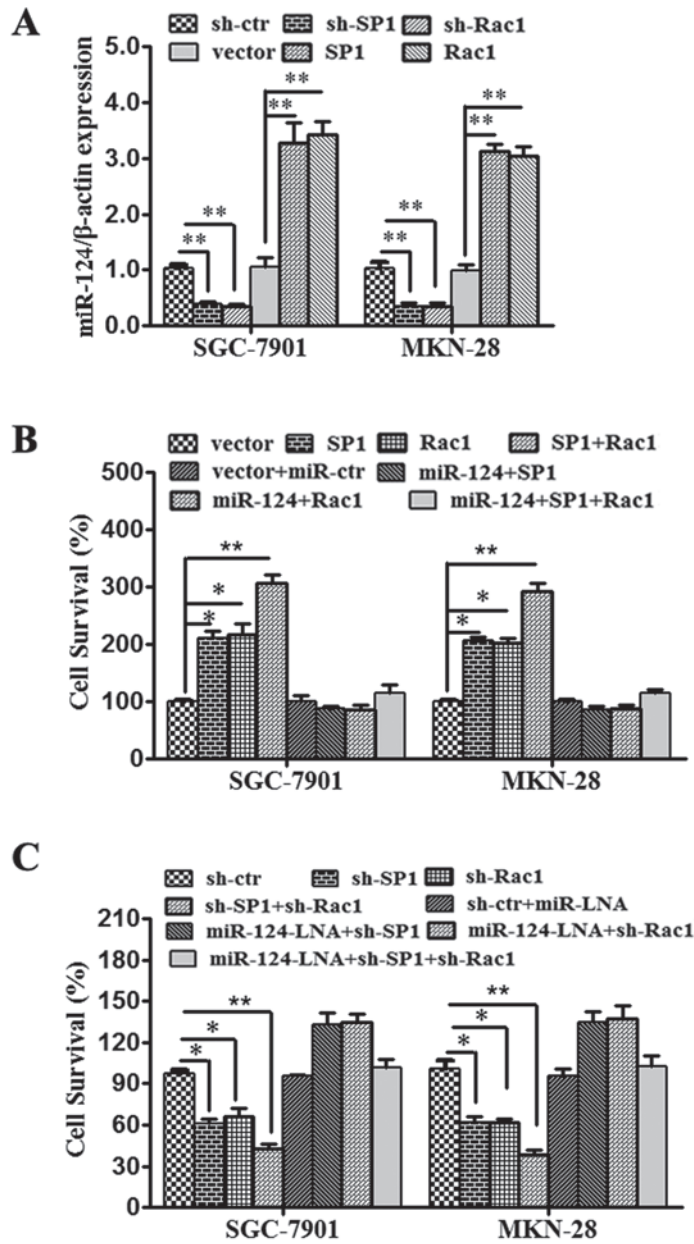 A
sh-ctr sh-SP1 sh-Rac1
vector SP1 Rac1
miR-124/β-actin expression
5.0
4.0
3.0
2.0
1.0
0.0
** ** ** **
** ** ** **
SGC-7901 MKN-28
B
vector SP1 Rac1 SP1+Rac1
vector+miR-ctr miR-124+SP1
miR-124+Rac1 miR-124+SP1+Rac1
Cell Survival (%)
500
400
300
200
100
0
** * *
** * *
SGC-7901 MKN-28
C
sh-ctr sh-SP1 sh-Rac1
sh-SP1+sh-Rac1 sh-ctr+miR-LNA
miR-124-LNA+sh-SP1 miR-124-LNA+sh-Rac1
miR-124-LNA+sh-SP1+sh-Rac1
Cell Survival (%)
210
180
150
120
90
60
30
0
** * *
** * *
SGC-7901 MKN-28